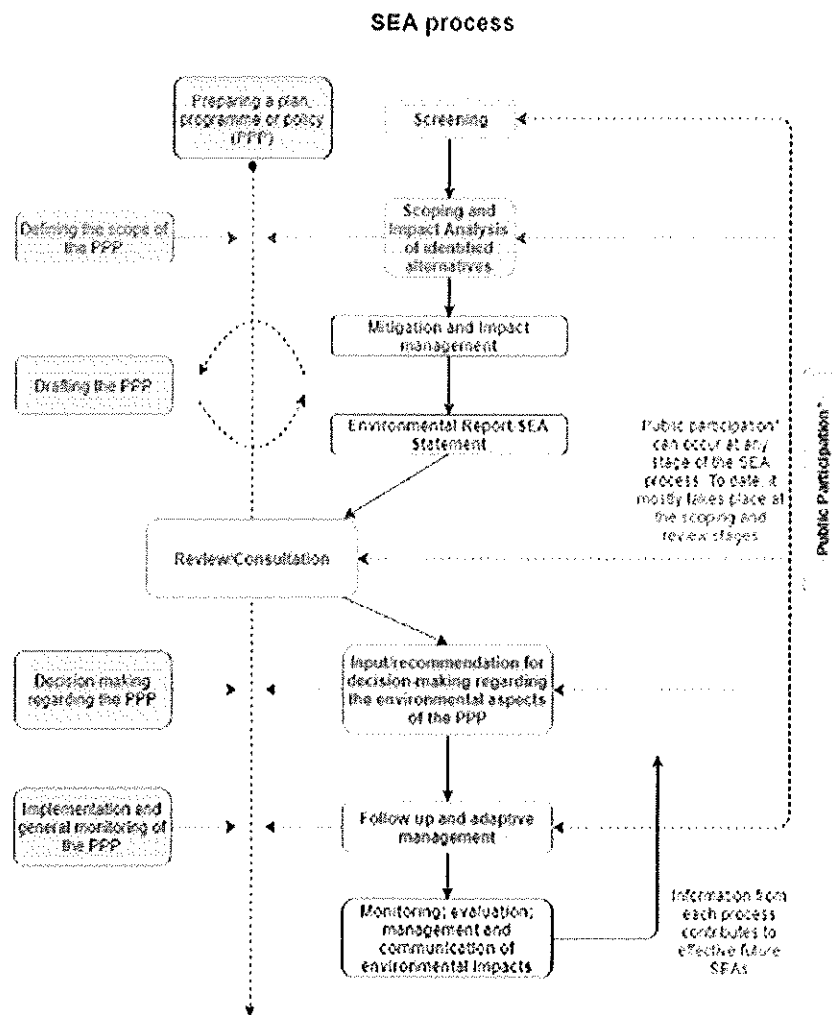 SEA process
Preparing a plan,
programme or policy
(PPP)
Screening
Defining the scope of
the PPP
Scoping and
Impact Analysis
of identified
alternatives
Mitigation and Impact
management
Drafting the PPP
Environmental Report/SEA
Statement
Public participation*
can occur at any
stage of the SEA
process. To date, it
mostly takes place at
the scoping and
review stages
Public Participation*
Review/Consultation
Decision making
regarding the PPP
Input/recommendation for
decision-making regarding
the environmental aspects
of the PPP
Implementation and
general monitoring of
the PPP
Follow up and adaptive
management
Monitoring; evaluation;
management and
communication of
environmental impacts
Information from
each process
contributes to
effective future
SEAs